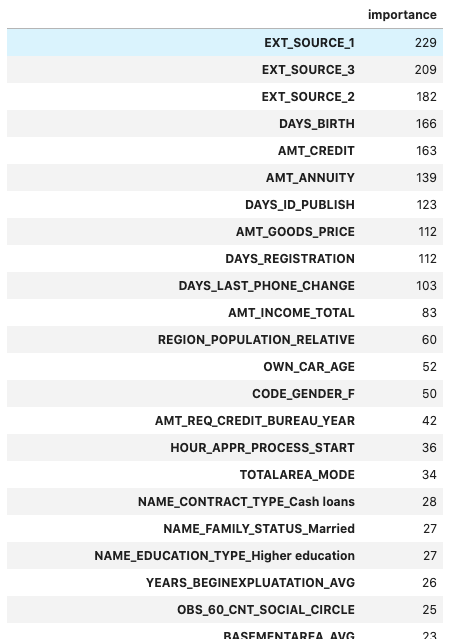 importance
EXT_SOURCE_1 229
EXT_SOURCE_3 209
EXT_SOURCE_2 182
DAYS_BIRTH 166
AMT_CREDIT 163
AMT_ANNUITY 139
DAYS_ID_PUBLISH 123
AMT_GOODS_PRICE 112
DAYS_REGISTRATION 112
DAYS_LAST_PHONE_CHANGE 103
AMT_INCOME_TOTAL 83
REGION_POPULATION_RELATIVE 60
OWN_CAR_AGE 52
CODE_GENDER_F 50
AMT_REQ_CREDIT_BUREAU_YEAR 42
HOUR_APPR_PROCESS_START 36
TOTALAREA_MODE 34
NAME_CONTRACT_TYPE_Cash loans 28
NAME_FAMILY_STATUS_Married 27
NAME_EDUCATION_TYPE_Higher education 27
YEARS_BEGINEXPLUATATION_AVG 26
OBS_60_CNT_SOCIAL_CIRCLE 25
BASEMENTAREA_AVG 23